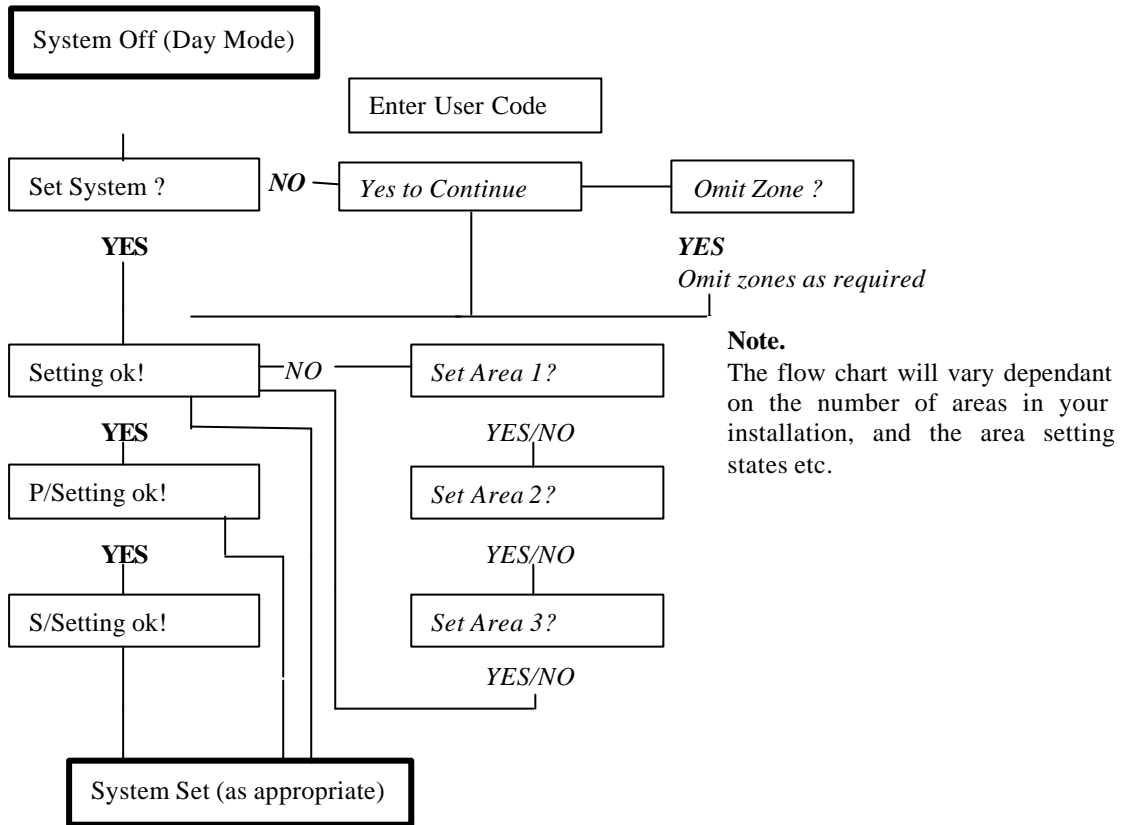 System Off (Day Mode)
Enter User Code
Set System ?
NO
Yes to Continue
Omit Zone ?
YES
YES
Omit zones as required
Setting ok!
NO
Set Area 1?
Note.
The flow chart will vary dependant
on the number of areas in your
installation, and the area setting
states etc.
YES
YES/NO
P/Setting ok!
Set Area 2?
YES
YES/NO
S/Setting ok!
Set Area 3?
YES/NO
System Set (as appropriate)